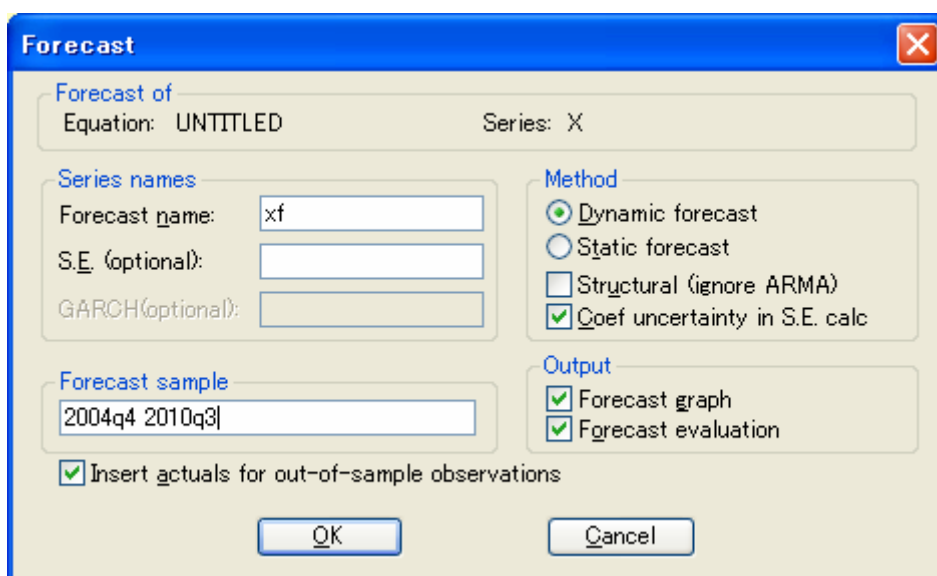 Forecast
Forecast of
Equation: UNTITLED Series: X
Series names
Forecast name: xf
S.E. (optional):
GARCH(optional):
Method
Dynamic forecast
Static forecast
Structural (ignore ARMA)
Coef uncertainty in S.E. calc
Forecast sample
2004q4 2010q3
Output
Forecast graph
Forecast evaluation
Insert actuals for out-of-sample observations
OK Cancel